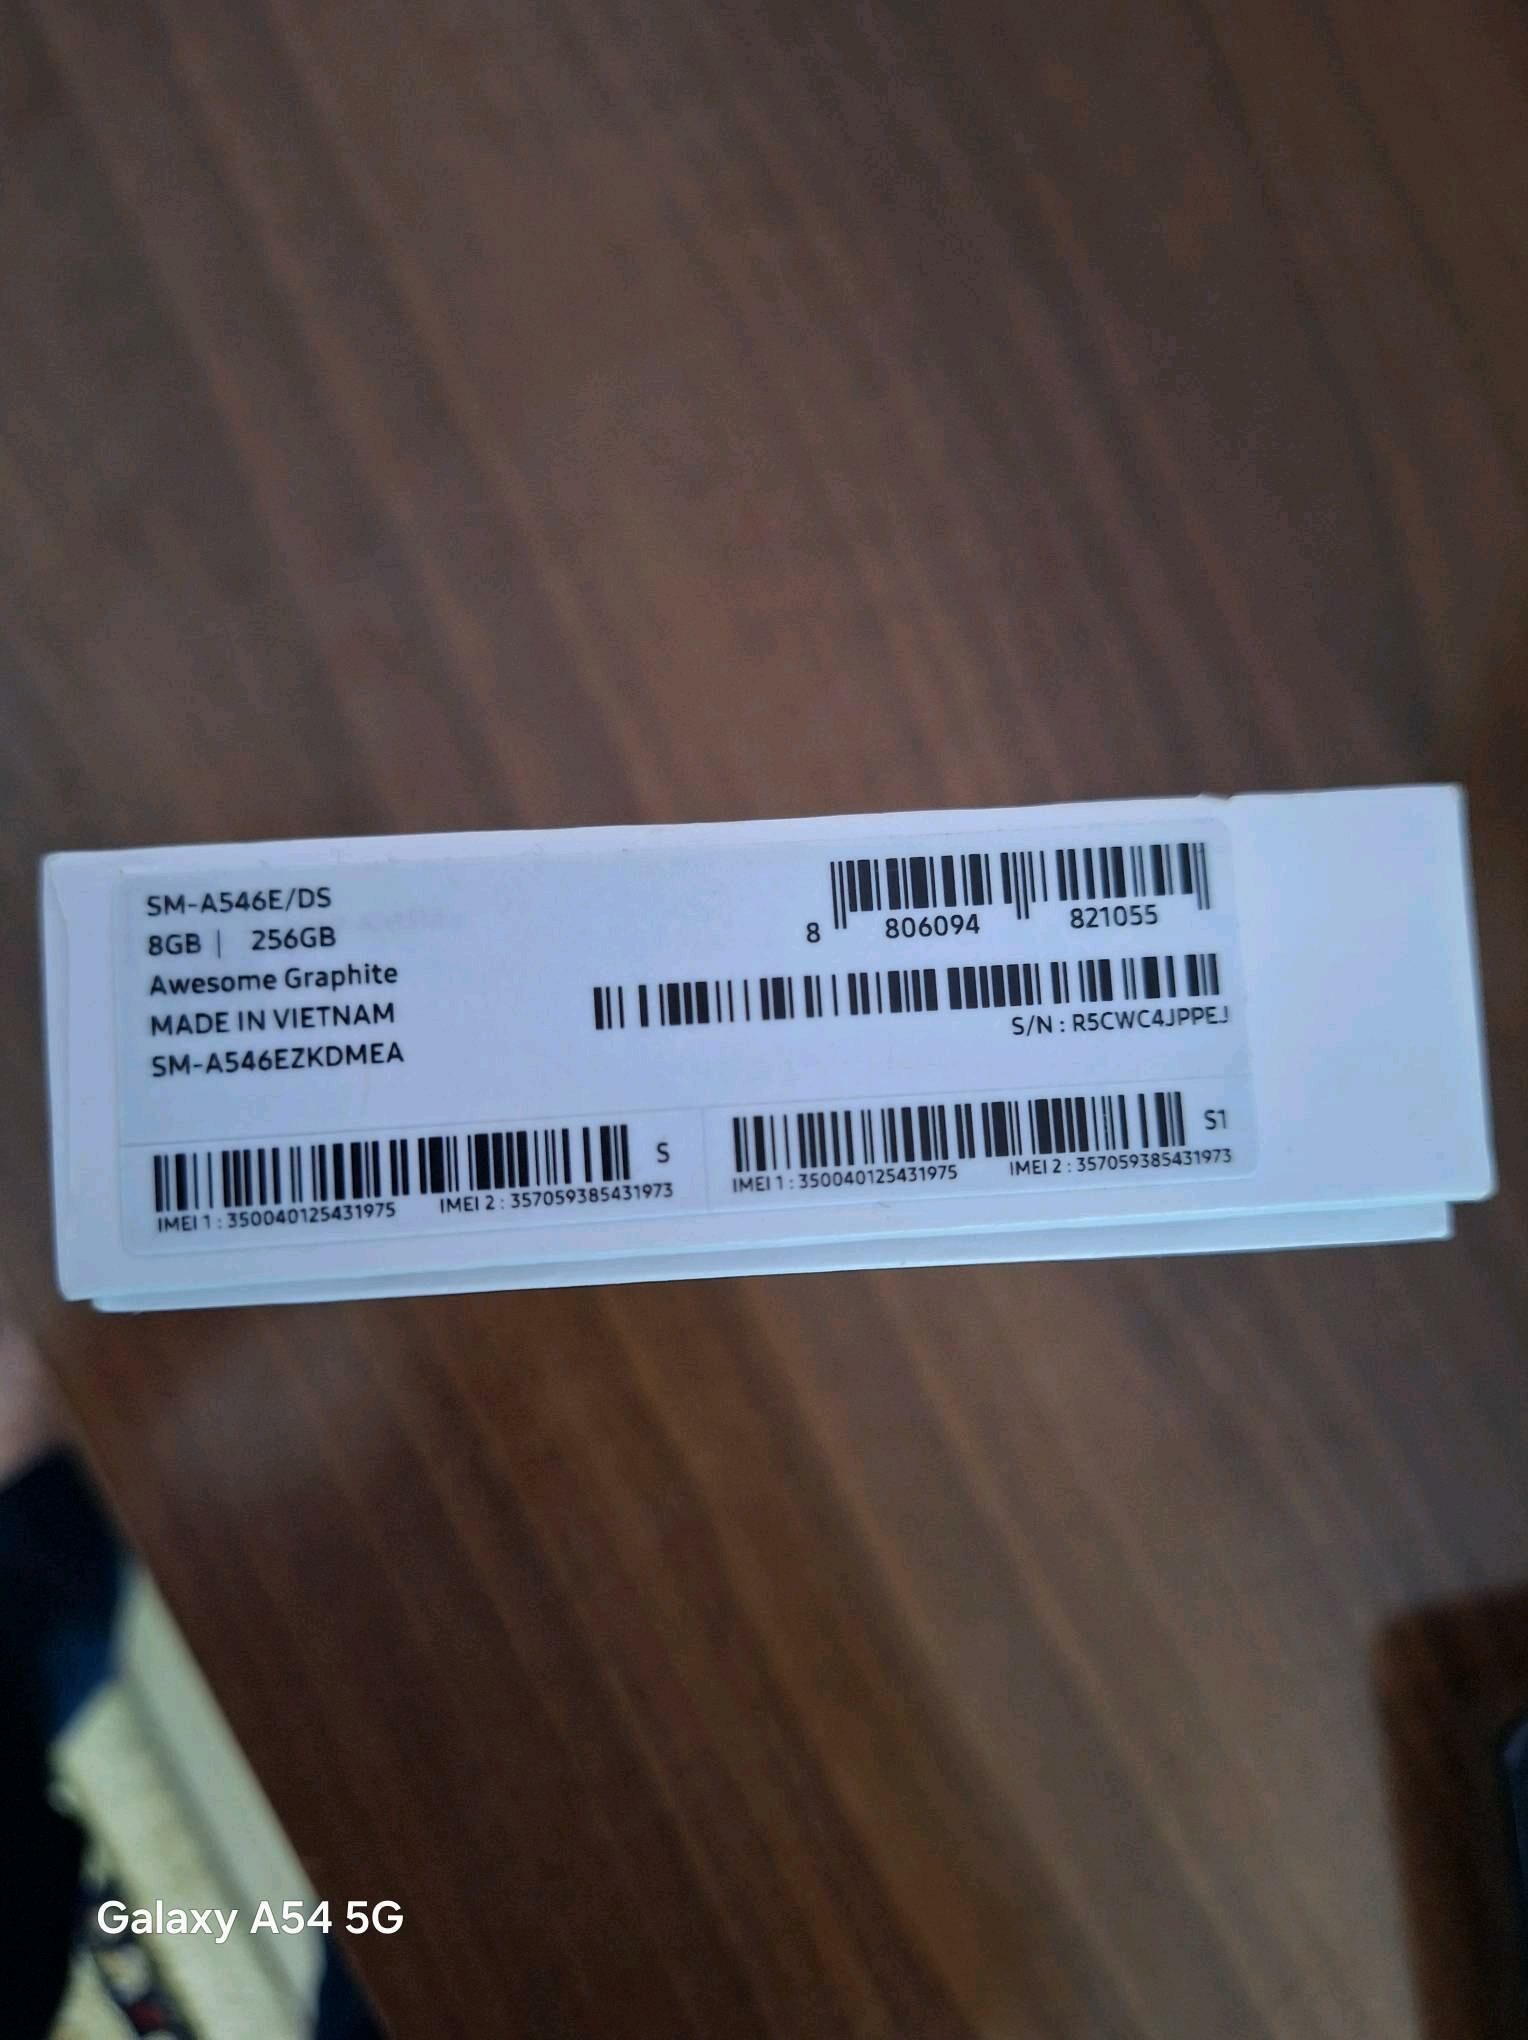 SM-A546E/DS
8GB | 256GB
Awesome Graphite
MADE IN VIETNAM
SM-A546EZKDMEA
8 806094 821055
S/N : R5CWC4JPPEJ
S
IMEI 1 : 350040125431975 IMEI 2 : 357059385431973
S1
IMEI 1 : 350040125431975 IMEI 2 : 357059385431973
Galaxy A54 5G